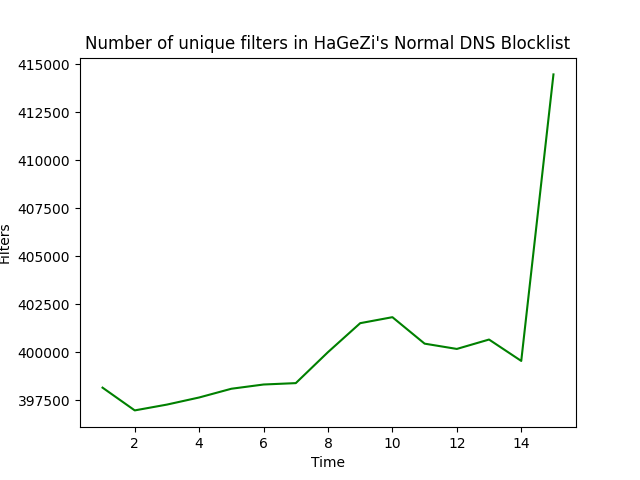 Number of unique filters in HaGeZi's Normal DNS Blocklist
415000
412500
410000
407500
405000
402500
400000
397500
Filters
2 4 6 8 10 12 14
Time